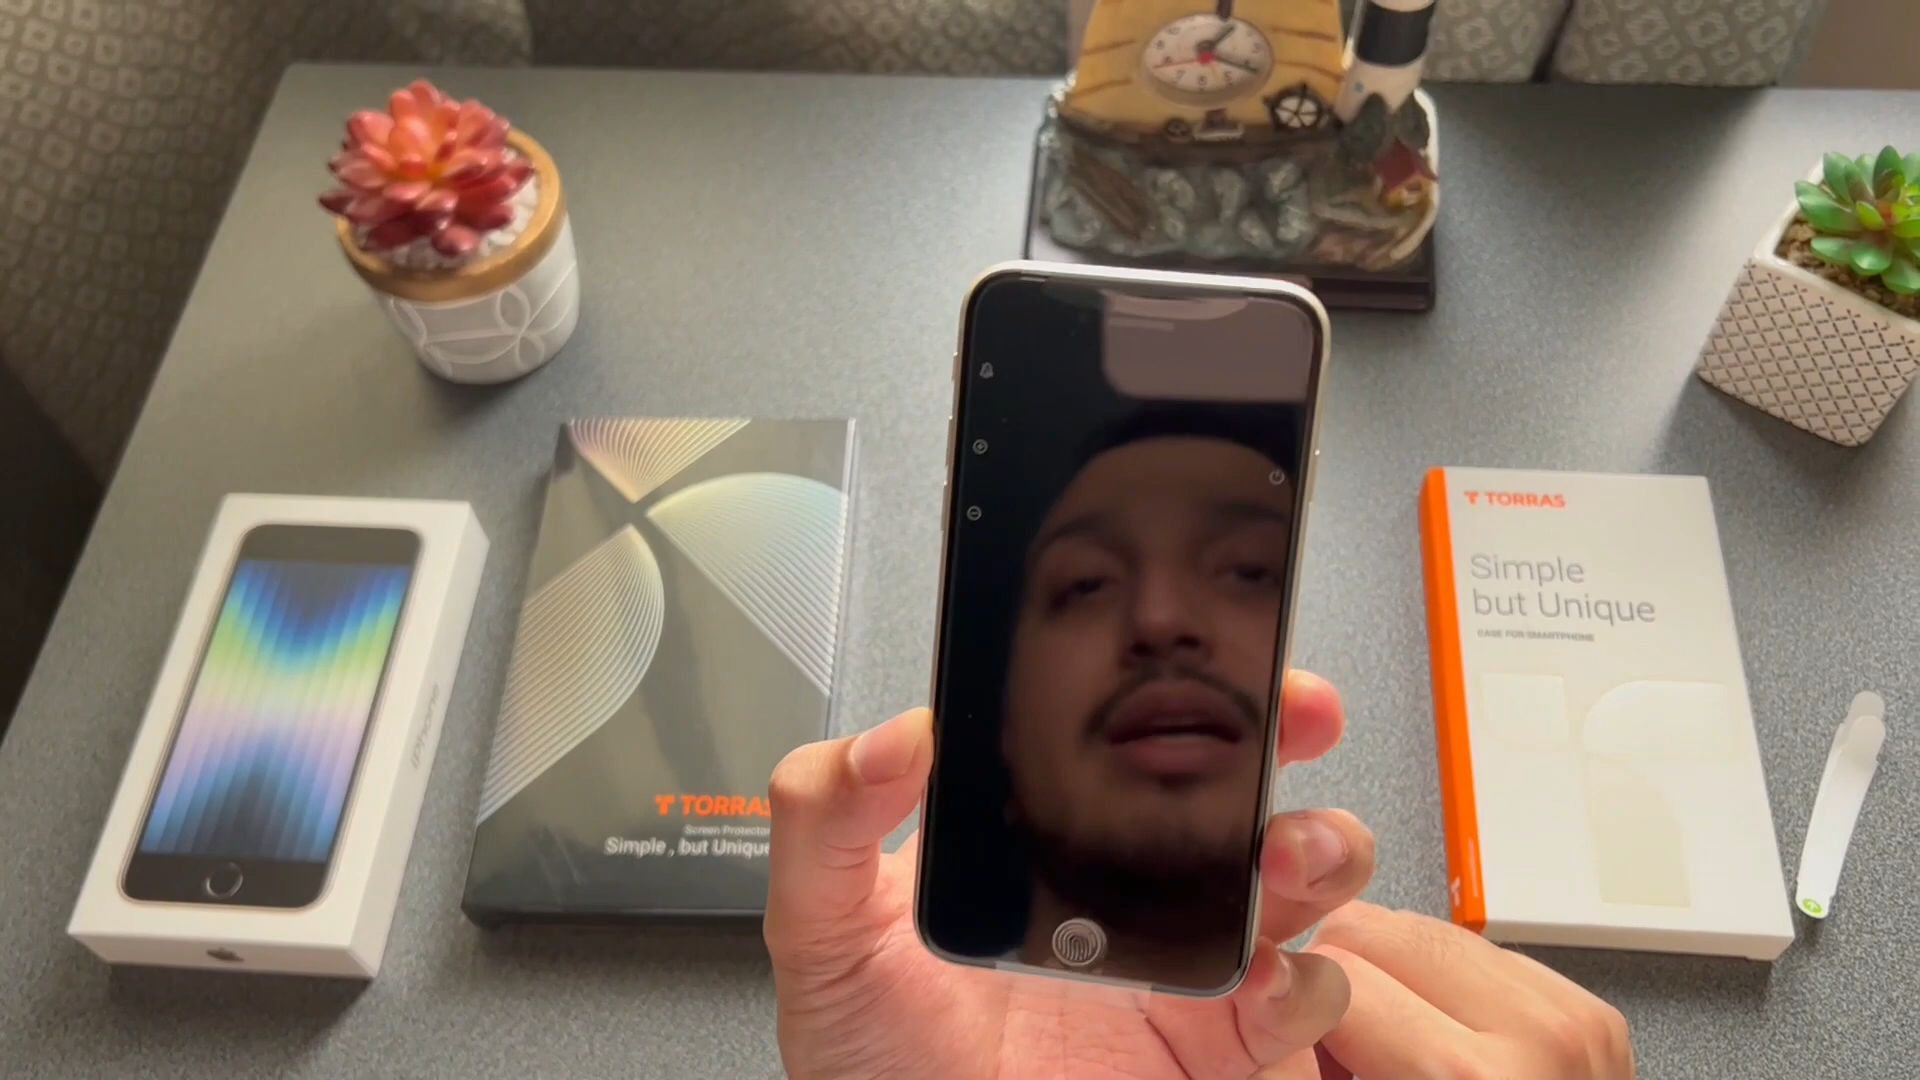 iPhone
TORRAS
Screen Protector
Simple , but Unique
TORRAS
Simple
but Unique
CASE FOR SMARTPHONE